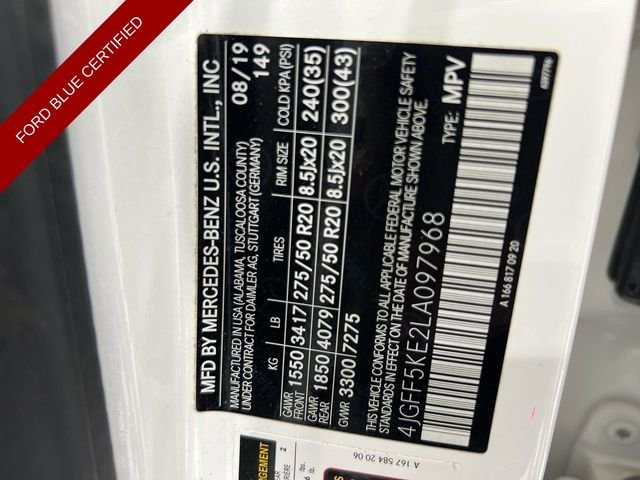 FORD BLUE CERTIFIED
MFD BY MERCEDES-BENZ U.S. INTL., INC
08/19
149
MANUFACTURED IN USA (ALABAMA, TUSCALOOSA COUNTY)
UNDER CONTRACT FOR DAIMLER AG, STUTTGART (GERMANY)
KG LB TIRES RIM SIZE COLD KPA (PSI)
GAWR FRONT 1550 3417 275/50 R20 8.5Jx20 240(35)
GAWR REAR 1850 4079 275/50 R20 8.5Jx20 300(43)
GVWR 3300 7275
THIS VEHICLE CONFORMS TO ALL APPLICABLE FEDERAL MOTOR VEHICLE SAFETY
STANDARDS IN EFFECT ON THE DATE OF MANUFACTURE SHOWN ABOVE.
4JGFF5KE2LA097968 TYPE: MPV
A 166 817 09 20
A 167 584 20 06
2
lb.